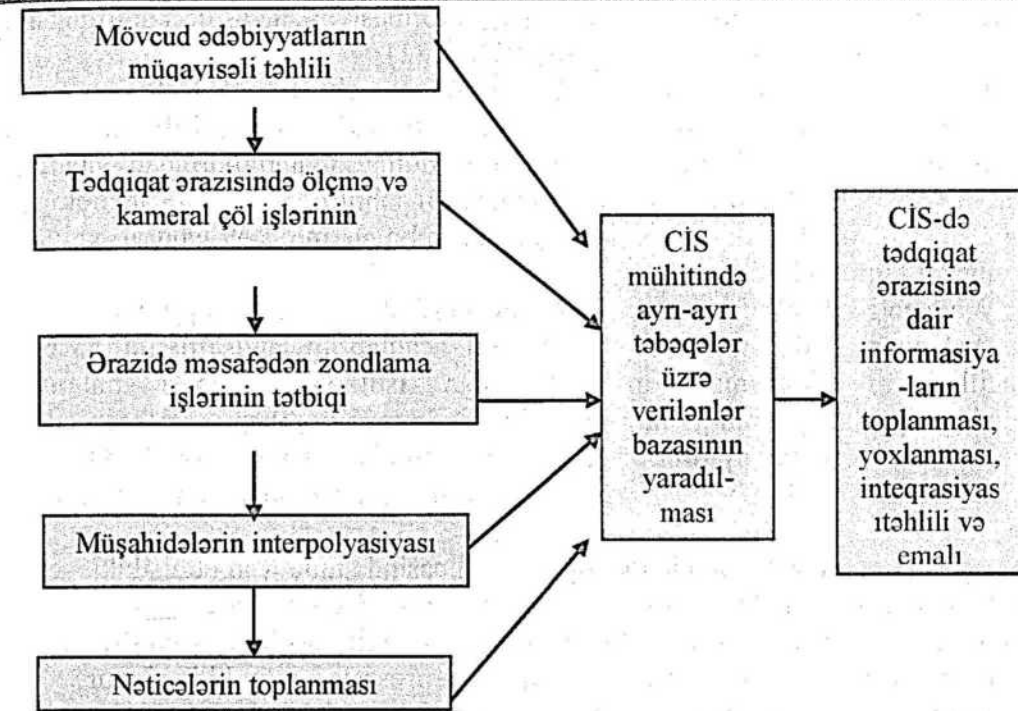 Mövcud ədəbiyyatların
müqayisəli təhlili
Tədqiqat ərazisində ölçmə və
kameral çöl işlərinin
Ərazidə məsafədən zondlama
işlərinin tətbiqi
Müşahidələrin interpolyasiyası
Nəticələrin toplanması
CİS
mühitində
ayrı-ayrı
təbəqələr
üzrə
verilənlər
bazasının
yaradıl-
ması
CİS-də
tədqiqat
ərazisinə
dair
informasiya
-ların
toplanması,
yoxlanması,
inteqrasiyas
ıtəhlili və
emalı